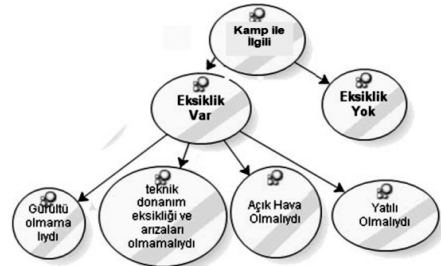 Kamp ile
İlgili
Eksiklik
Var
Eksiklik
Yok
Gürültü
olmama
lıydı
teknik
donanım
eksikliği ve
arızaları
olmamalıydı
Açık Hava
Olmalıydı
Yatılı
Olmalıydı